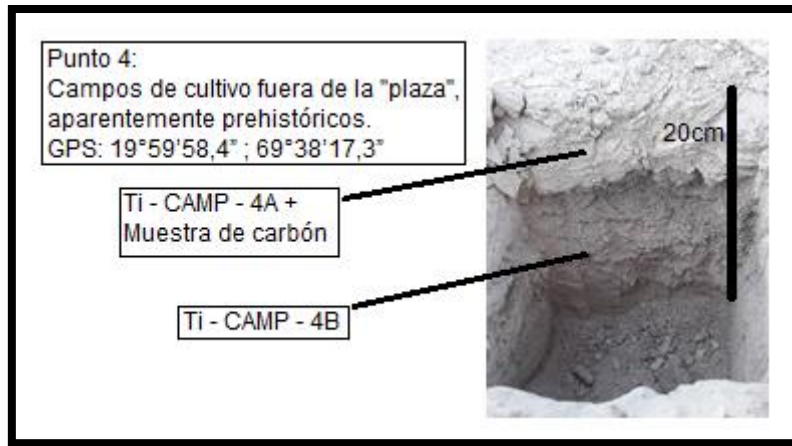 Punto 4:
Campos de cultivo fuera de la "plaza",
aparentemente prehistóricos.
GPS: 19°59'58,4" ; 69°38'17,3"
20cm
Ti - CAMP - 4A +
Muestra de carbón
Ti - CAMP - 4B